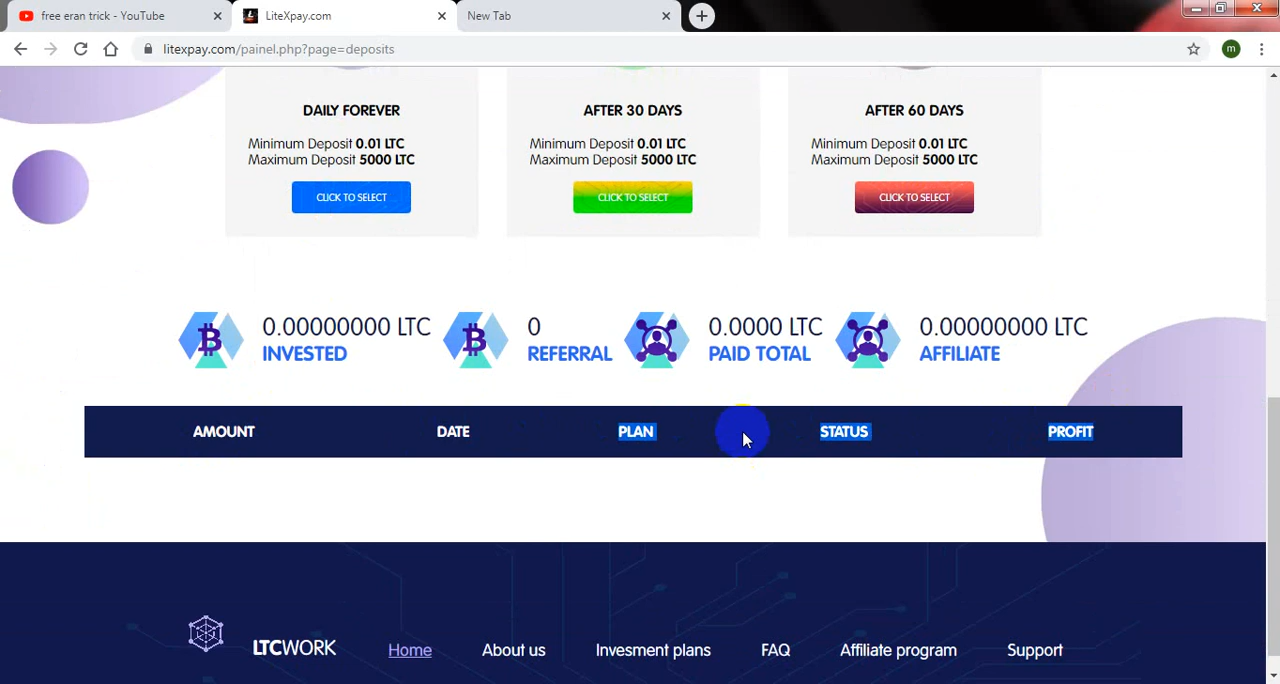 free eran trick - YouTube
LiteXpay.com
New Tab
litexpay.com/painel.php?page=deposits
m
DAILY FOREVER
Minimum Deposit 0.01 LTC
Maximum Deposit 5000 LTC
CLICK TO SELECT
AFTER 30 DAYS
Minimum Deposit 0.01 LTC
Maximum Deposit 5000 LTC
CLICK TO SELECT
AFTER 60 DAYS
Minimum Deposit 0.01 LTC
Maximum Deposit 5000 LTC
CLICK TO SELECT
0.00000000 LTC
INVESTED
0
REFERRAL
0.0000 LTC
PAID TOTAL
0.00000000 LTC
AFFILIATE
AMOUNT DATE PLAN STATUS PROFIT
LTCWORK
Home About us Invesment plans FAQ Affiliate program Support